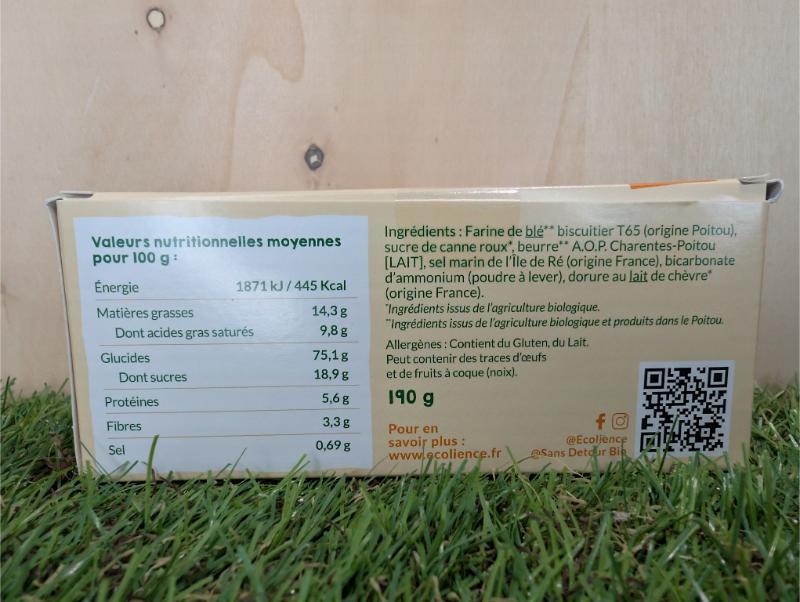 Valeurs nutritionnelles moyennes
pour 100 g :
Énergie 1871 kJ / 445 Kcal
Matières grasses 14,3 g
Dont acides gras saturés 9,8 g
Glucides 75,1 g
Dont sucres 18,9 g
Protéines 5,6 g
Fibres 3,3 g
Sel 0,69 g
Ingrédients : Farine de blé** biscuitier T65 (origine Poitou),
sucre de canne roux*, beurre** A.O.P. Charentes-Poitou
[LAIT], sel marin de l'Île de Ré (origine France), bicarbonate
d'ammonium (poudre à lever), dorure au lait de chèvre*
(origine France).
*Ingrédients issus de l'agriculture biologique.
**Ingrédients issus de l'agriculture biologique et produits dans le Poitou.
Allergènes : Contient du Gluten, du Lait.
Peut contenir des traces d'œufs
et de fruits à coque (noix).
190 g
Pour en
savoir plus :
www.ecolience.fr
@Ecolience
@Sans Detour Bio